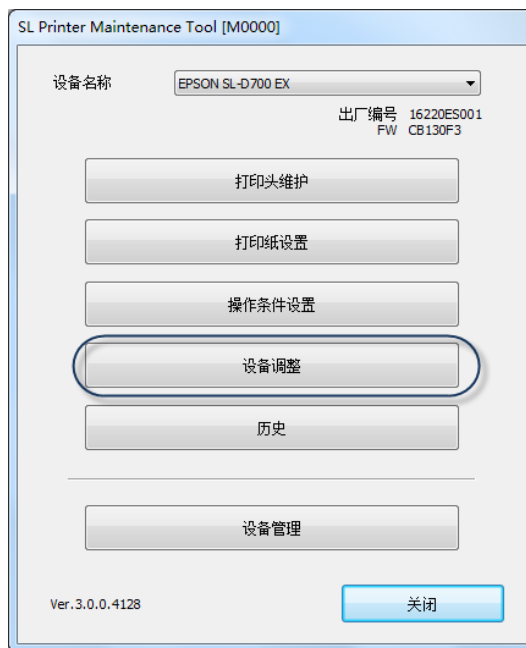 SL Printer Maintenance Tool [M0000]
设备名称 EPSON SL-D700 EX
出厂编号 16220ES001
FW CB130F3
打印头维护
打印纸设置
操作条件设置
设备调整
历史
设备管理
Ver.3.0.0.4128 关闭